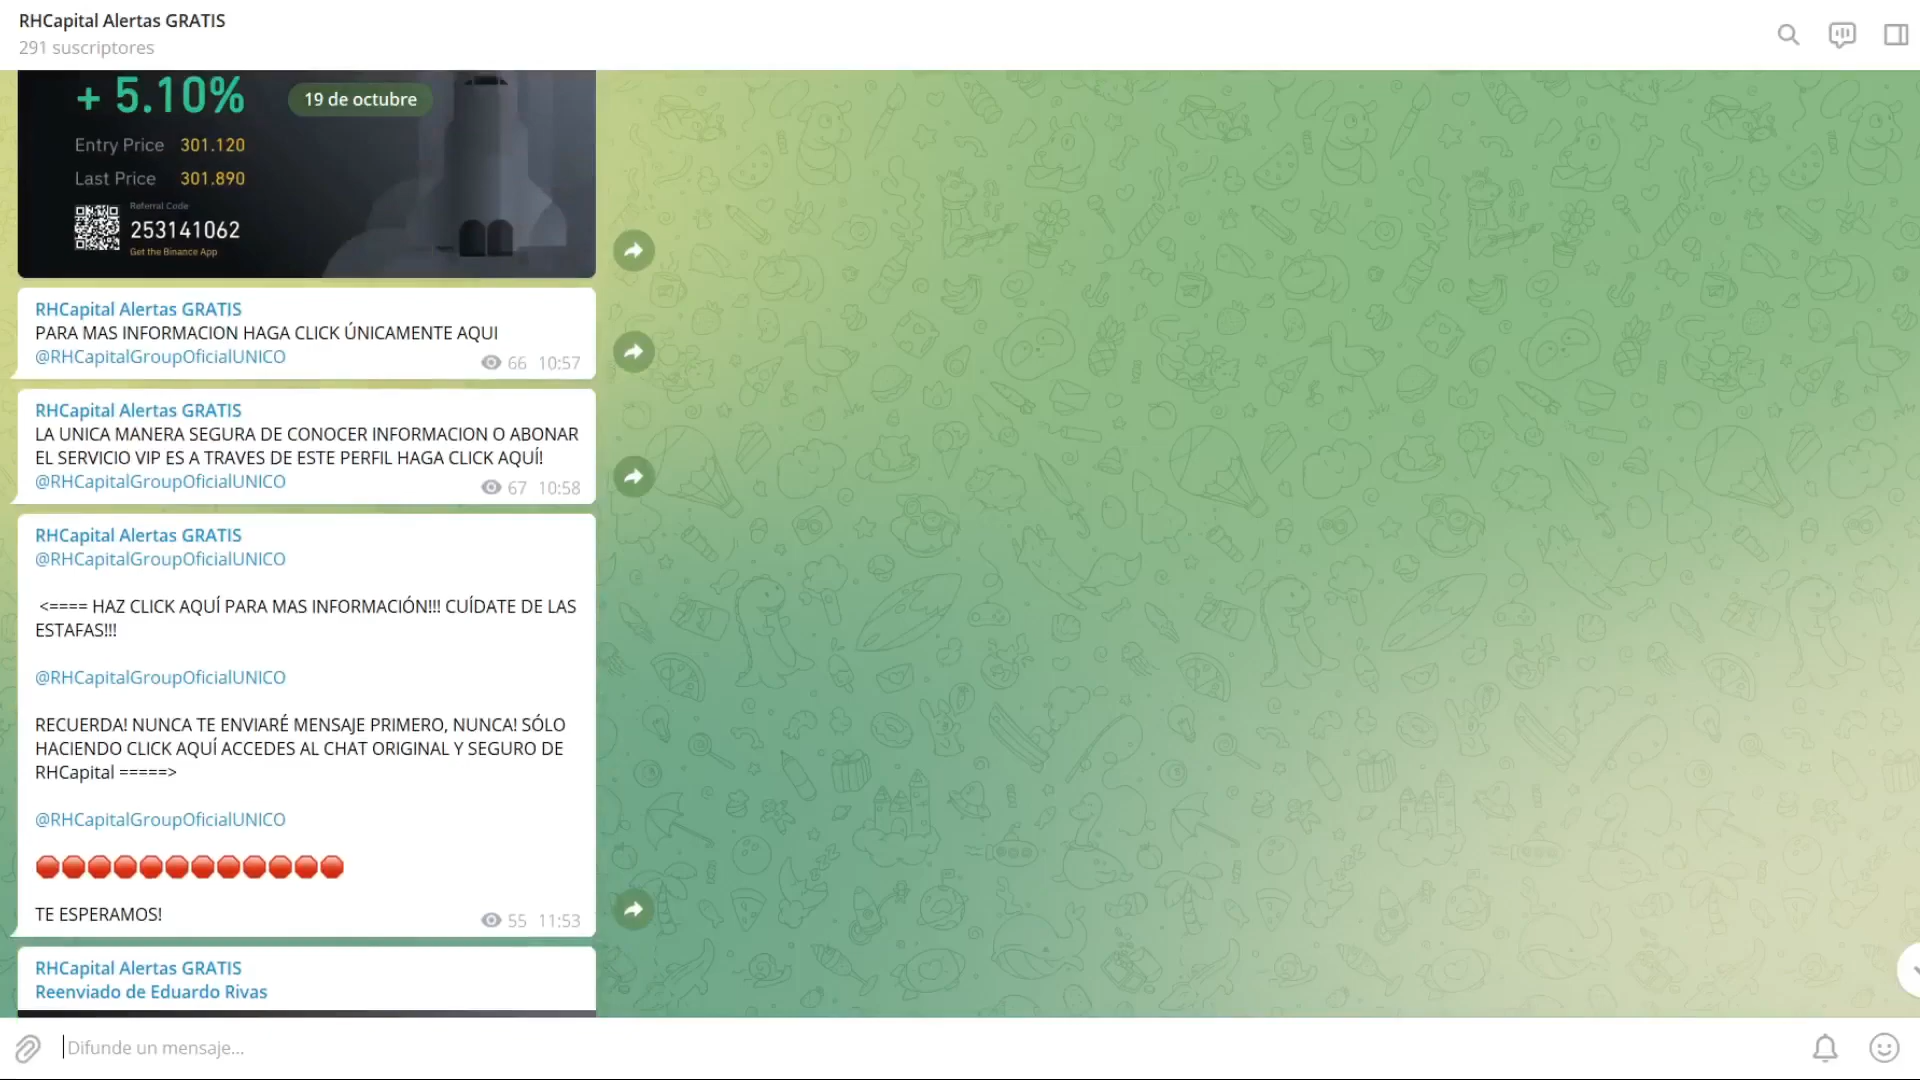 RHCapital Alertas GRATIS
291 suscriptores
+ 5.10%
19 de octubre
Entry Price 301.120
Last Price 301.890
Referral Code
253141062
Get the Binance App
RHCapital Alertas GRATIS
PARA MAS INFORMACION HAGA CLICK ÚNICAMENTE AQUI
@RHCapitalGroupOficialUNICO
66 10:57
RHCapital Alertas GRATIS
LA UNICA MANERA SEGURA DE CONOCER INFORMACION O ABONAR
EL SERVICIO VIP ES A TRAVES DE ESTE PERFIL HAGA CLICK AQUÍ!
@RHCapitalGroupOficialUNICO
67 10:58
RHCapital Alertas GRATIS
@RHCapitalGroupOficialUNICO
<==== HAZ CLICK AQUÍ PARA MAS INFORMACIÓN!!! CUÍDATE DE LAS
ESTAFAS!!!
@RHCapitalGroupOficialUNICO
RECUERDA! NUNCA TE ENVIARÉ MENSAJE PRIMERO, NUNCA! SÓLO
HACIENDO CLICK AQUÍ ACCEDES AL CHAT ORIGINAL Y SEGURO DE
RHCapital =====>
@RHCapitalGroupOficialUNICO
TE ESPERAMOS!
55 11:53
RHCapital Alertas GRATIS
Reenviado de Eduardo Rivas
Difunde un mensaje...